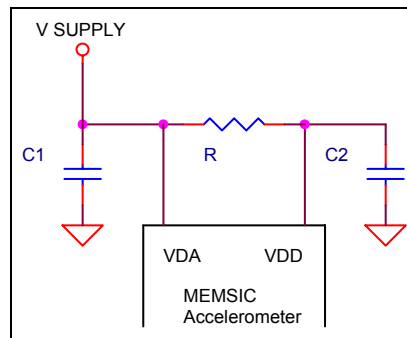 V SUPPLY
C1
R
C2
VDA
VDD
MEMSIC
Accelerometer